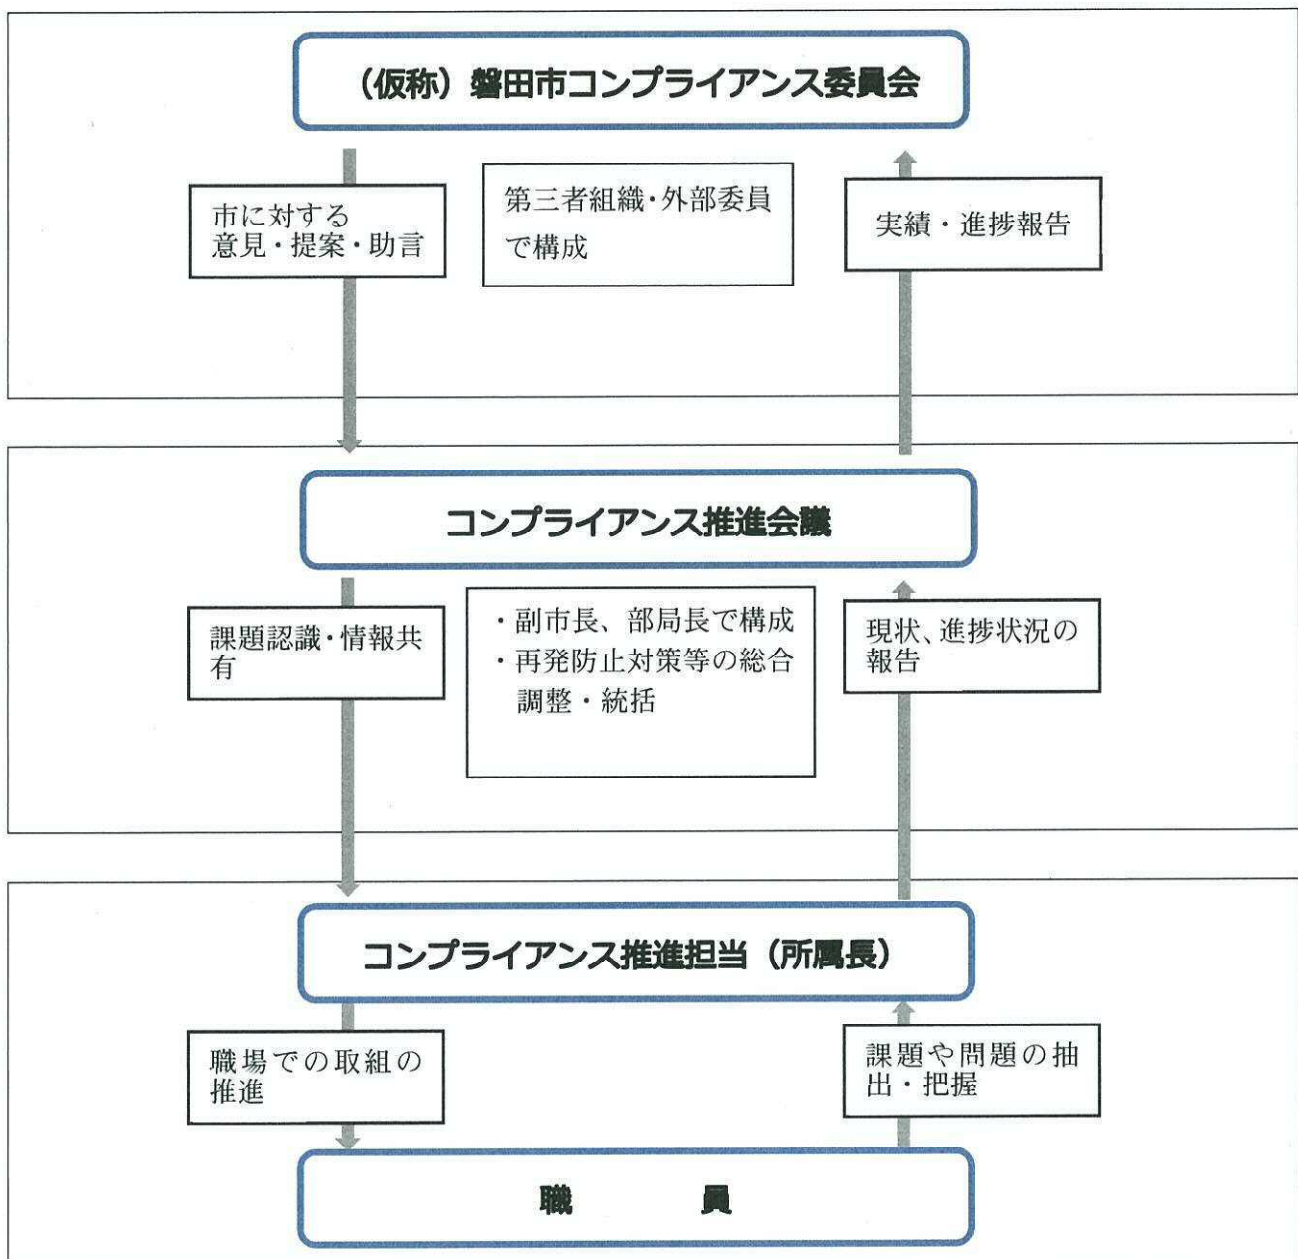 （仮称）磐田市コンプライアンス委員会
市に対する
意見・提案・助言
第三者組織・外部委員
で構成
実績・進捗報告
コンプライアンス推進会議
課題認識・情報共
有
・副市長、部局長で構成
・再発防止対策等の総合
調整・統括
現状、進捗状況の
報告
コンプライアンス推進担当（所属長）
職場での取組の
推進
課題や問題の抽
出・把握
職　　　員